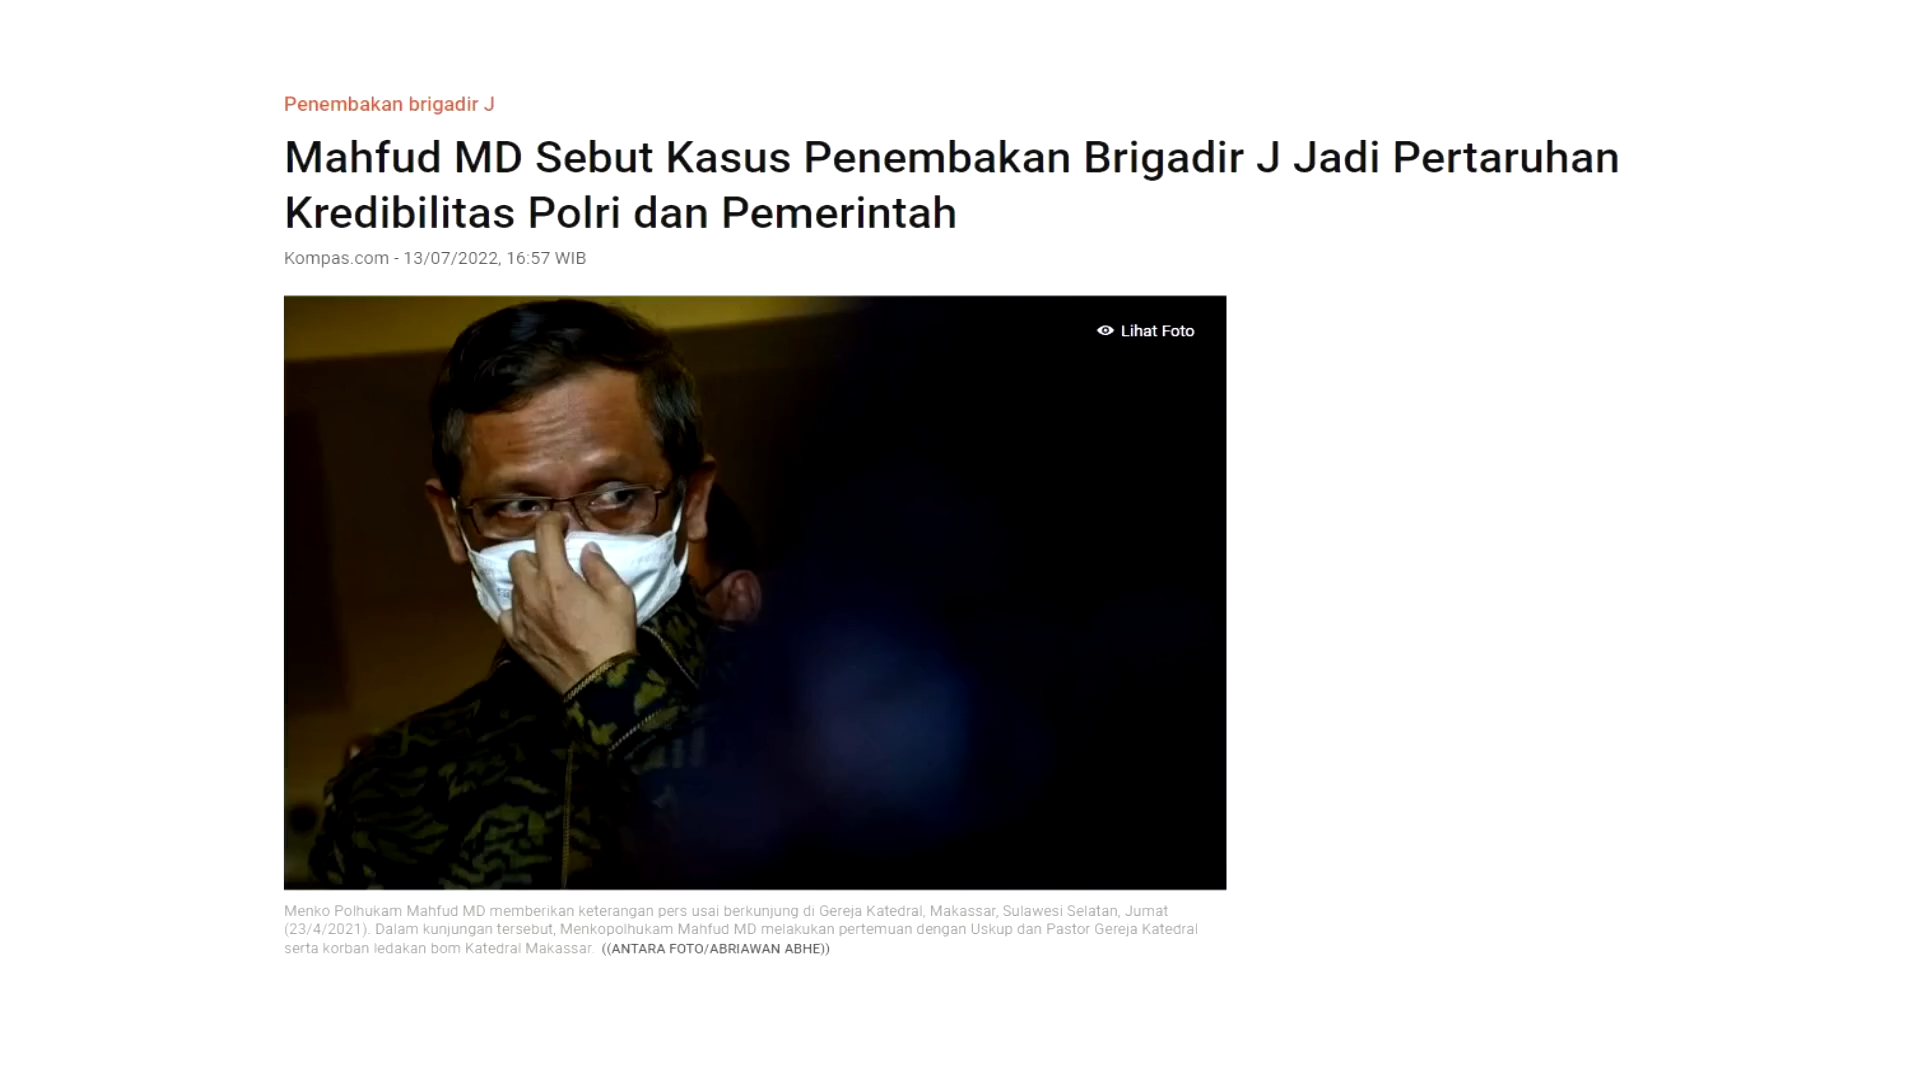 Penembakan brigadir J
Mahfud MD Sebut Kasus Penembakan Brigadir J Jadi Pertaruhan
Kredibilitas Polri dan Pemerintah
Kompas.com - 13/07/2022, 16:57 WIB
Lihat Foto
Menko Polhukam Mahfud MD memberikan keterangan pers usai berkunjung di Gereja Katedral, Makassar, Sulawesi Selatan, Jumat
(23/4/2021). Dalam kunjungan tersebut, Menkopolhukam Mahfud MD melakukan pertemuan dengan Uskup dan Pastor Gereja Katedral
serta korban ledakan bom Katedral Makassar. ((ANTARA FOTO/ABRIAWAN ABHE))